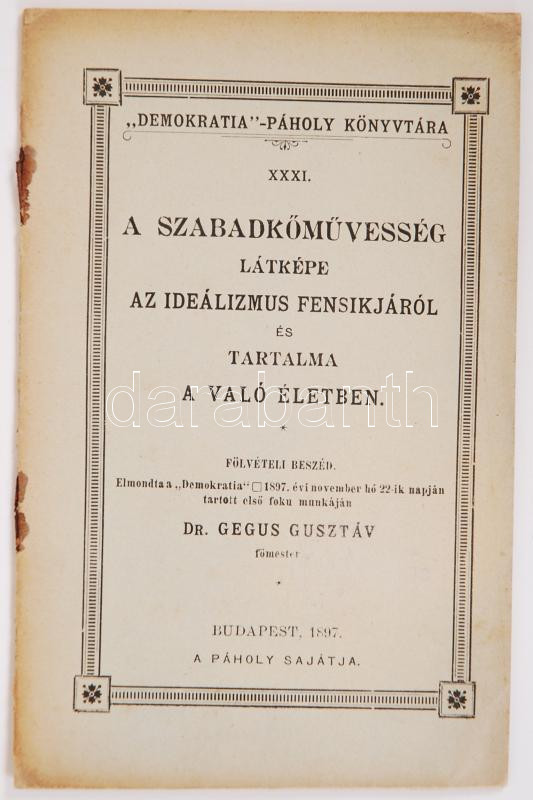 „DEMOKRATIA"-PÁHOLY KÖNYVTÁRA
XXXI.
A SZABADKŐMŰVESSÉG
LÁTKÉPE
AZ IDEÁLIZMUS FENSIKJÁRÓL
ÉS
TARTALMA
A VALÓ ÉLETBEN.
*
FÖLVÉTELI BESZÉD.
Elmondta a „Demokratia" □ 1897. évi november hó 22-ik napján
tartott első foku munkáján
DR. GEGUS GUSZTÁV
főmester
BUDAPEST, 1897.
A PÁHOLY SAJÁTJA.
darabanth